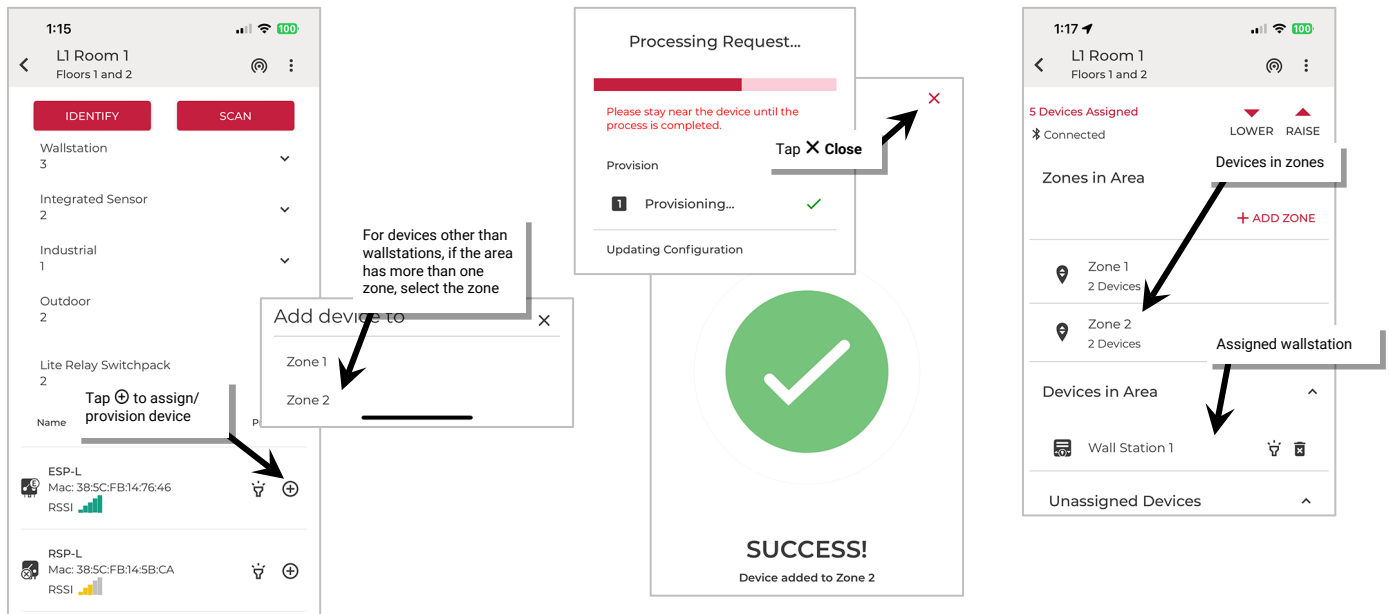 1:15
100
L1 Room 1
Floors 1 and 2
IDENTIFY
SCAN
Wallstation
3
Integrated Sensor
2
Industrial
1
Outdoor
2
Lite Relay Switchpack
2
Name
Tap ⊕ to assign/
provision device
ESP-L
Mac: 38:5C:FB:14:76:46
RSSI
RSP-L
Mac: 38:5C:FB:14:5B:CA
RSSI
For devices other than
wallstations, if the area
has more than one
zone, select the zone
Add device to
Zone 1
Zone 2
Processing Request...
Please stay near the device until the
process is completed.
Provision
1 Provisioning...
Updating Configuration
Tap ✕ Close
SUCCESS!
Device added to Zone 2
1:17
100
L1 Room 1
Floors 1 and 2
5 Devices Assigned
Connected
LOWER
RAISE
Devices in zones
Zones in Area
+ ADD ZONE
Zone 1
2 Devices
Zone 2
2 Devices
Assigned wallstation
Devices in Area
Wall Station 1
Unassigned Devices